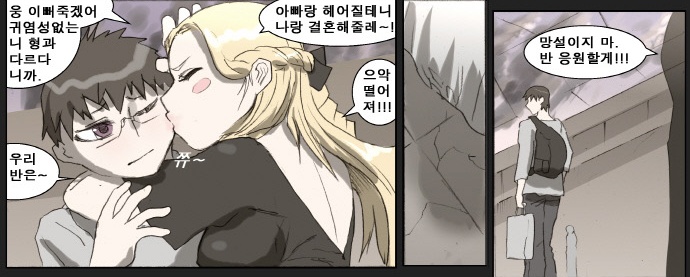 웅 이뻐죽겠어
귀염성없는
니 형과
다르다
니까.
아빠랑 헤어질테니
나랑 결혼해줄레~!
으악
떨어
져!!!
우리
반은~
쮸~
망설이지 마.
반 응원할게!!!